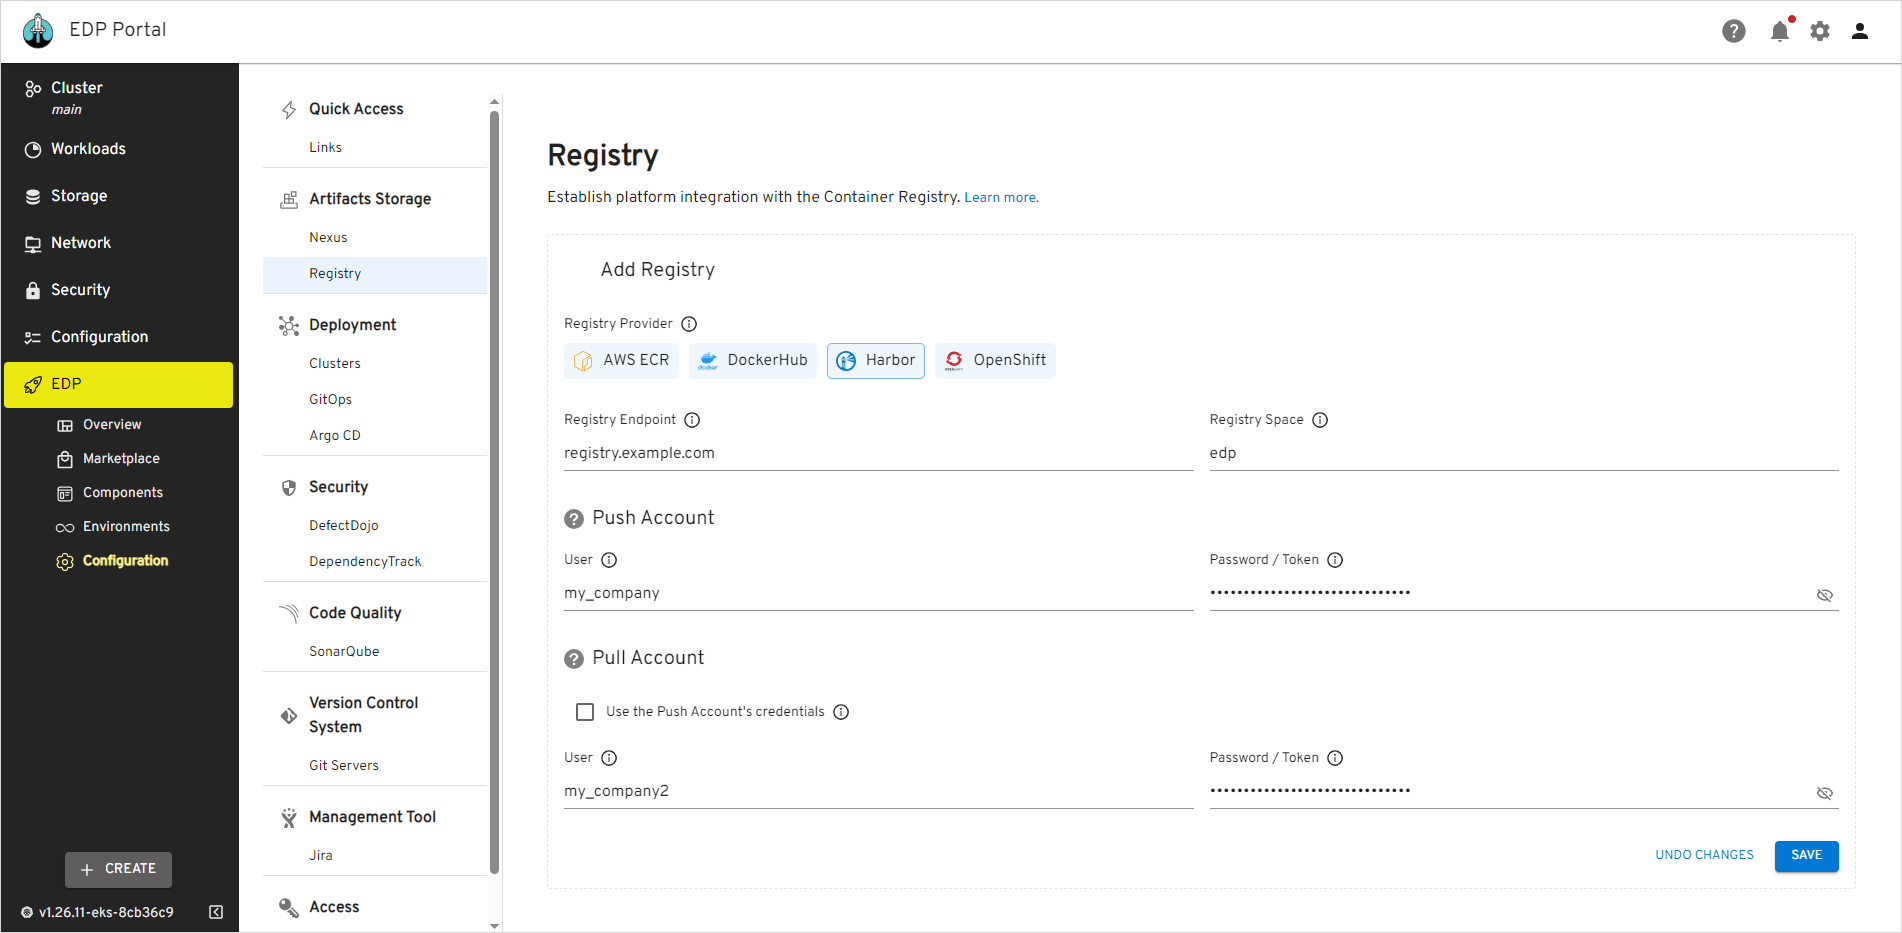 EDP Portal
Cluster
main
Workloads
Storage
Network
Security
Configuration
EDP
Overview
Marketplace
Components
Environments
Configuration
CREATE
v1.26.11-eks-8cb36c9
Quick Access
Links
Artifacts Storage
Nexus
Registry
Deployment
Clusters
GitOps
Argo CD
Security
DefectDojo
DependencyTrack
Code Quality
SonarQube
Version Control
System
Git Servers
Management Tool
Jira
Access
Registry
Establish platform integration with the Container Registry. Learn more.
Add Registry
Registry Provider
AWS ECR
DockerHub
Harbor
OpenShift
Registry Endpoint
Registry Space
registry.example.com
edp
Push Account
User
Password / Token
my_company
••••••••••••••••••••••••••••••
Pull Account
Use the Push Account's credentials
User
Password / Token
my_company2
••••••••••••••••••••••••••••••
UNDO CHANGES
SAVE